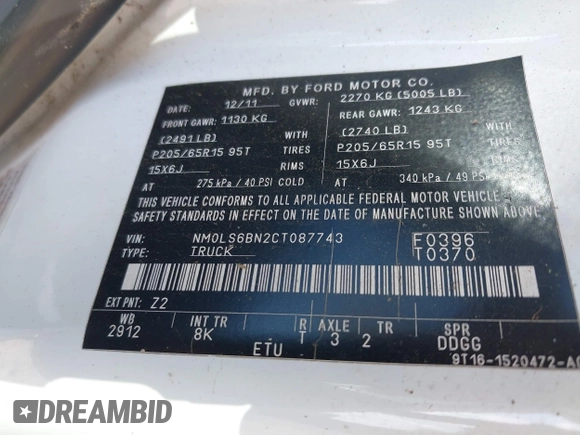 MFD. BY FORD MOTOR CO.
DATE: 12/11 GVWR: 2270 KG (5005 LB)
FRONT GAWR: 1130 KG REAR GAWR: 1243 KG
(2491 LB) WITH (2740 LB) WITH
P205/65R15 95T TIRES P205/65R15 95T TIRES
15X6J RIMS 15X6J RIMS
AT 275 kPa / 40 PSI COLD AT 340 kPa / 49 PSI
THIS VEHICLE CONFORMS TO ALL APPLICABLE FEDERAL MOTOR VEHICLE
SAFETY STANDARDS IN EFFECT ON THE DATE OF MANUFACTURE SHOWN ABOVE.
VIN: NM0LS6BN2CT087743 F0396
TYPE: TRUCK T0370
EXT PNT: Z2
WB INT TR R AXLE TR SPR
2912 8K T 3 2 DDGG
ETU 9T16-1520472-A
DREAMBID